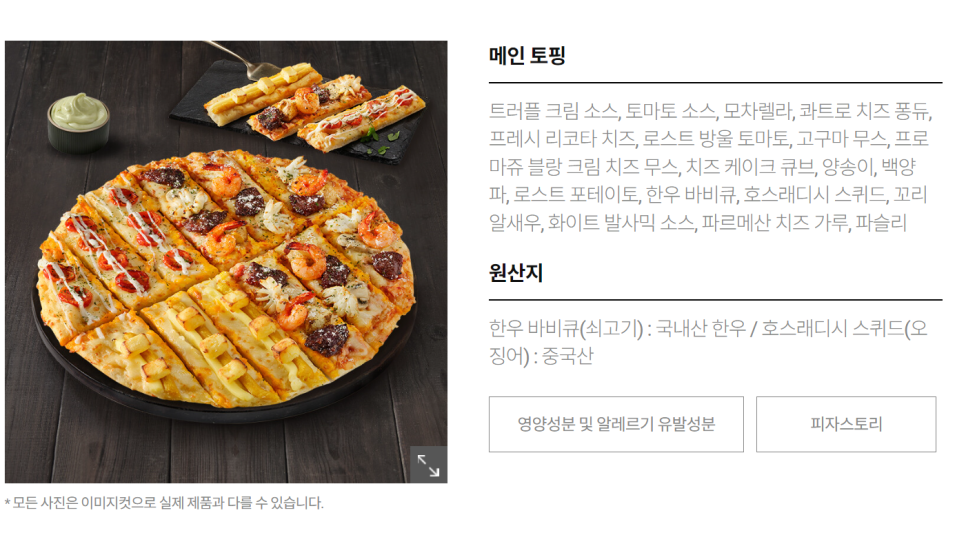 메인 토핑
트러플 크림 소스, 토마토 소스, 모차렐라, 콰트로 치즈 퐁듀,
프레시 리코타 치즈, 로스트 방울 토마토, 고구마 무스, 프로
마쥬 블랑 크림 치즈 무스, 치즈 케이크 큐브, 양송이, 백양
파, 로스트 포테이토, 한우 바비큐, 호스래디시 스퀴드, 꼬리
알새우, 화이트 발사믹 소스, 파르메산 치즈 가루, 파슬리
원산지
한우 바비큐(쇠고기) : 국내산 한우 / 호스래디시 스퀴드(오
징어) : 중국산
영양성분 및 알레르기 유발성분
피자스토리
* 모든 사진은 이미지컷으로 실제 제품과 다를 수 있습니다.